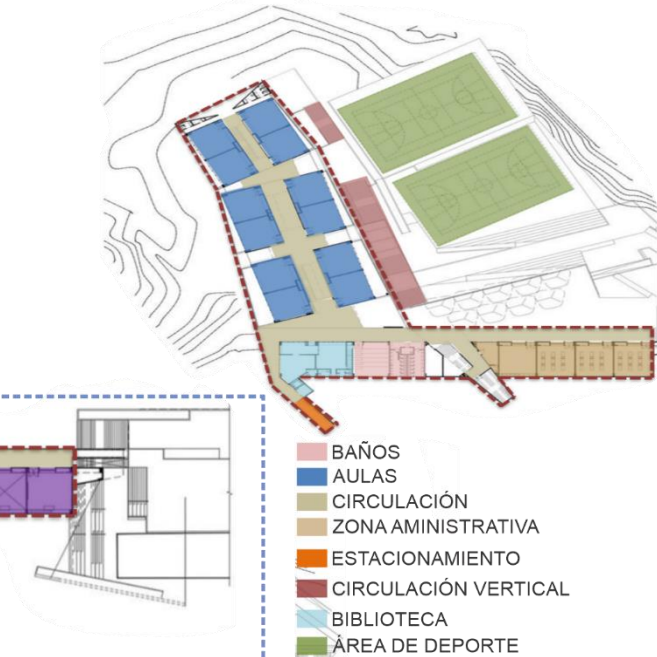 BAÑOS
AULAS
CIRCULACIÓN
ZONA AMINISTRATIVA
ESTACIONAMIENTO
CIRCULACIÓN VERTICAL
BIBLIOTECA
ÁREA DE DEPORTE